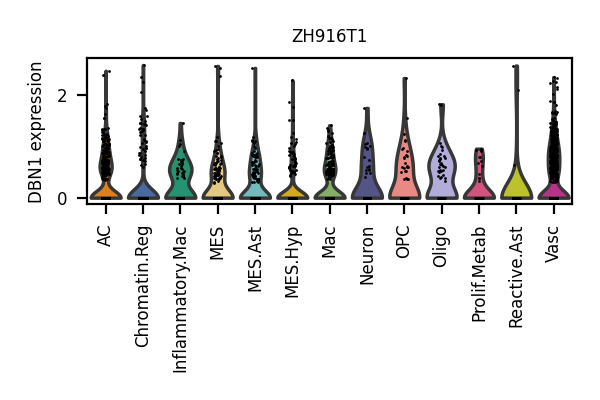 ZH916T1
DBN1 expression
2
0
AC
Chromatin.Reg
Inflammatory.Mac
MES
MES.Ast
MES.Hyp
Mac
Neuron
OPC
Oligo
Prolif.Metab
Reactive.Ast
Vasc